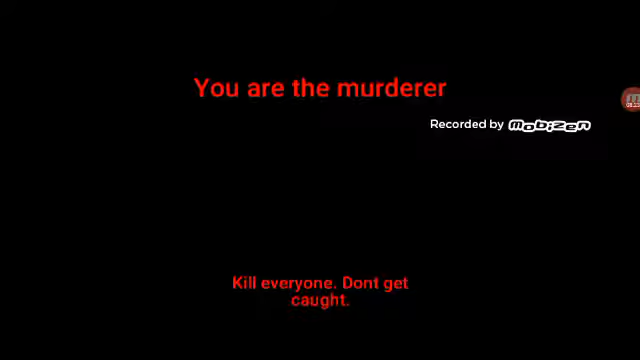 You are the murderer
Recorded by mobizen
Kill everyone. Dont get
caught.